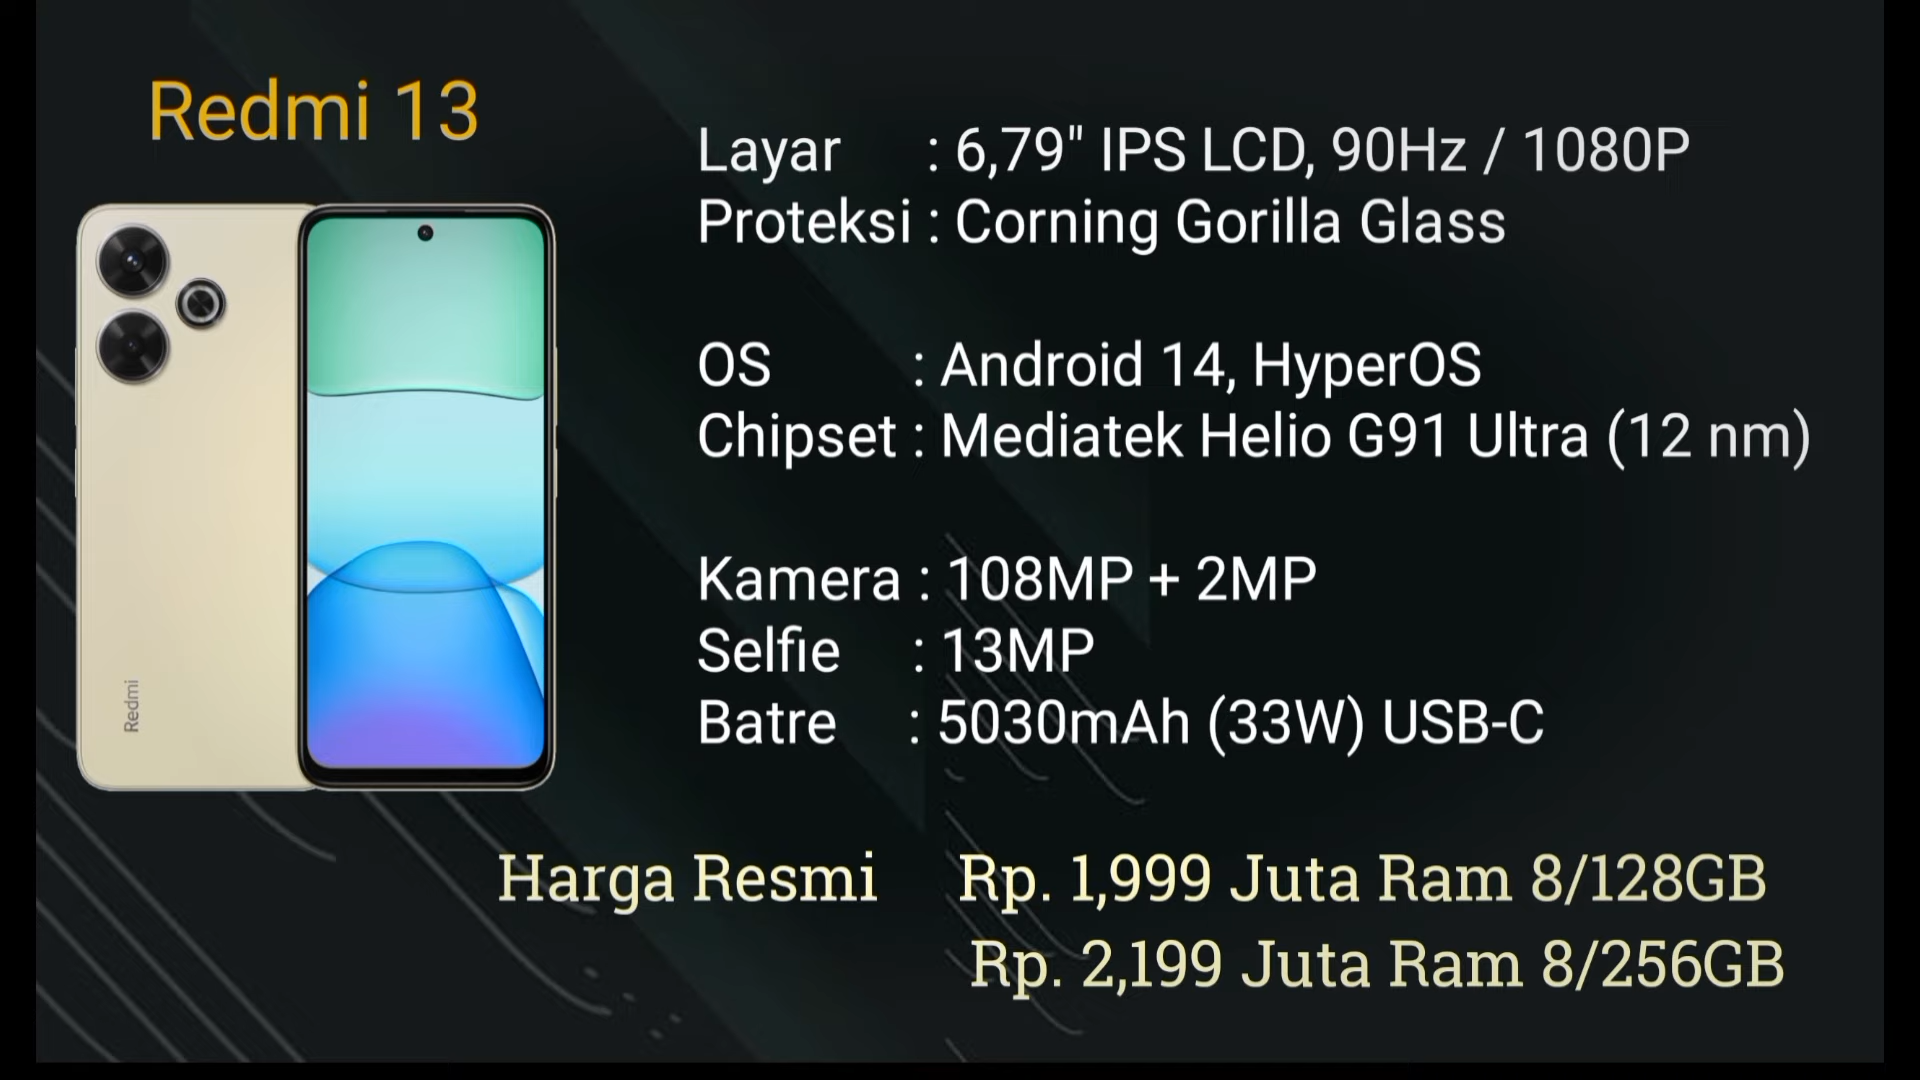 Redmi 13
Layar : 6,79" IPS LCD, 90Hz / 1080P
Proteksi : Corning Gorilla Glass
OS : Android 14, HyperOS
Chipset : Mediatek Helio G91 Ultra (12 nm)
Kamera : 108MP + 2MP
Selfie : 13MP
Batre : 5030mAh (33W) USB-C
Redmi
Harga Resmi Rp. 1,999 Juta Ram 8/128GB
Rp. 2,199 Juta Ram 8/256GB